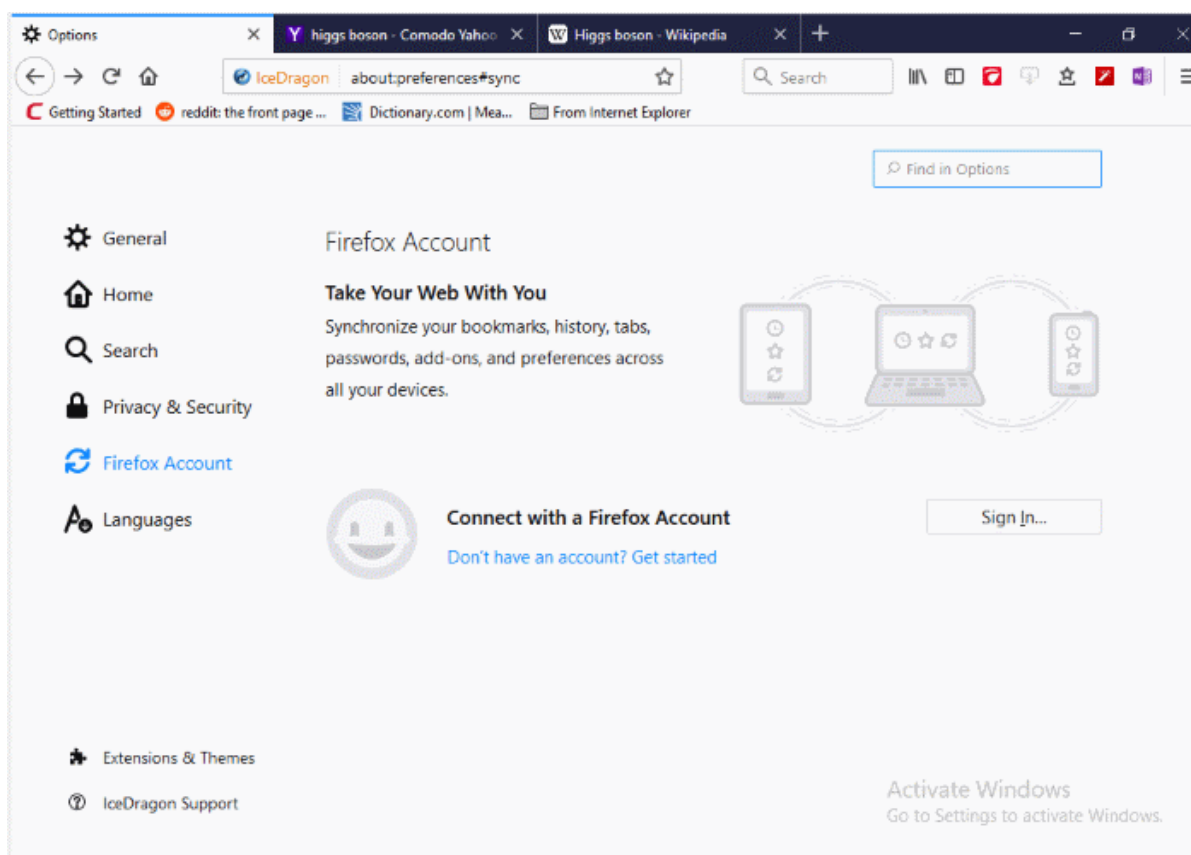 Options
higgs boson - Comodo Yahoo
Higgs boson - Wikipedia
IceDragon about:preferences#sync
Search
Getting Started reddit: the front page ... Dictionary.com | Mea... From Internet Explorer
Find in Options
General
Home
Search
Privacy & Security
Firefox Account
Languages
Firefox Account
Take Your Web With You
Synchronize your bookmarks, history, tabs,
passwords, add-ons, and preferences across
all your devices.
Connect with a Firefox Account
Sign In...
Don't have an account? Get started
Extensions & Themes
IceDragon Support
Activate Windows
Go to Settings to activate Windows.